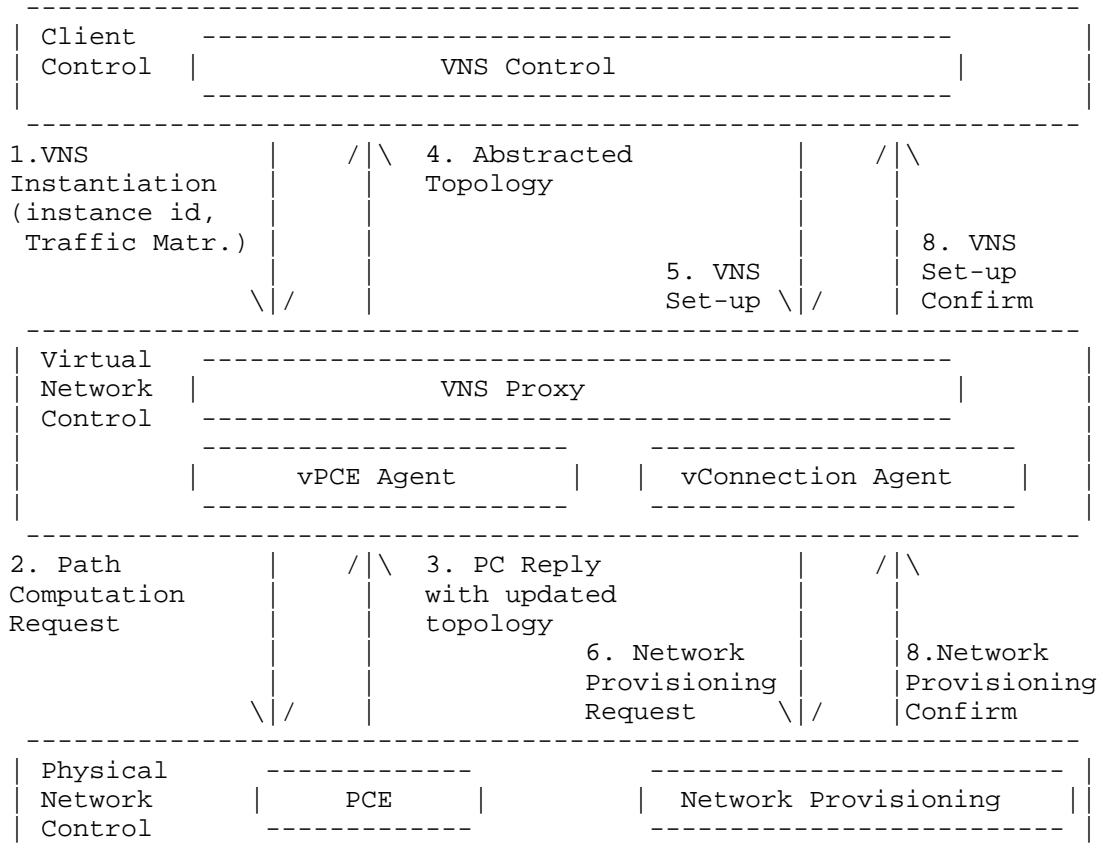 Client
Control VNS Control
1.VNS 4. Abstracted
Instantiation Topology
(instance id,
Traffic Matr.) 8. VNS
5. VNS Set-up
Set-up Confirm
Virtual
Network VNS Proxy
Control
vPCE Agent vConnection Agent
2. Path 3. PC Reply
Computation with updated
Request topology
6. Network 8.Network
Provisioning Provisioning
Request Confirm
Physical
Network PCE Network Provisioning
Control